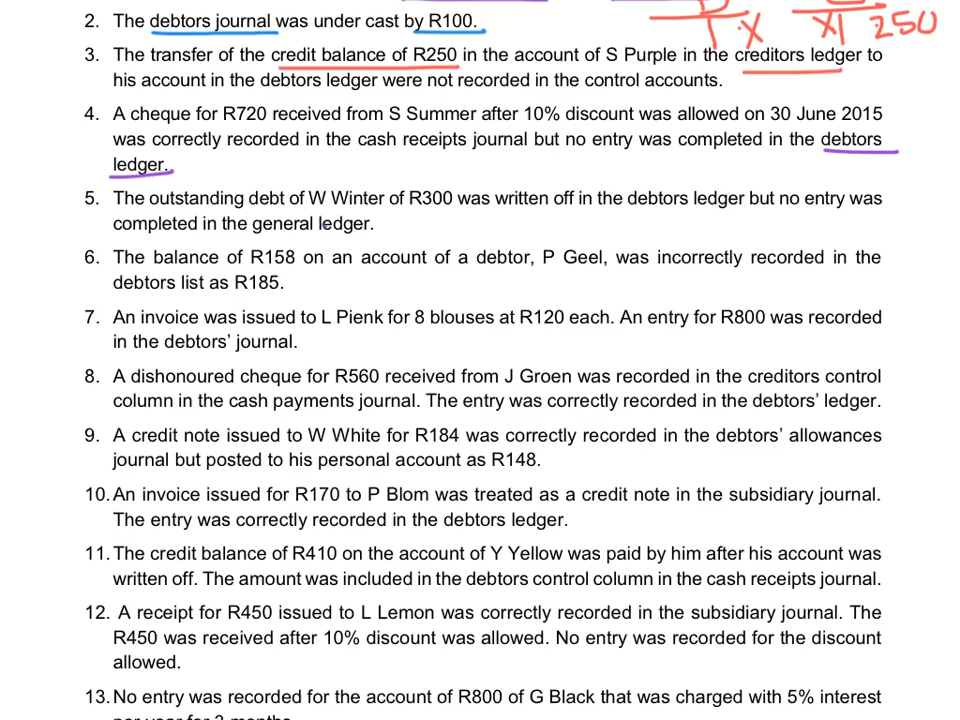 2. The debtors journal was under cast by R100.
X X 250
3. The transfer of the credit balance of R250 in the account of S Purple in the creditors ledger to
his account in the debtors ledger were not recorded in the control accounts.
4. A cheque for R720 received from S Summer after 10% discount was allowed on 30 June 2015
was correctly recorded in the cash receipts journal but no entry was completed in the debtors
ledger.
5. The outstanding debt of W Winter of R300 was written off in the debtors ledger but no entry was
completed in the general ledger.
6. The balance of R158 on an account of a debtor, P Geel, was incorrectly recorded in the
debtors list as R185.
7. An invoice was issued to L Pienk for 8 blouses at R120 each. An entry for R800 was recorded
in the debtors’ journal.
8. A dishonoured cheque for R560 received from J Groen was recorded in the creditors control
column in the cash payments journal. The entry was correctly recorded in the debtors’ ledger.
9. A credit note issued to W White for R184 was correctly recorded in the debtors’ allowances
journal but posted to his personal account as R148.
10. An invoice issued for R170 to P Blom was treated as a credit note in the subsidiary journal.
The entry was correctly recorded in the debtors ledger.
11. The credit balance of R410 on the account of Y Yellow was paid by him after his account was
written off. The amount was included in the debtors control column in the cash receipts journal.
12. A receipt for R450 issued to L Lemon was correctly recorded in the subsidiary journal. The
R450 was received after 10% discount was allowed. No entry was recorded for the discount
allowed.
13. No entry was recorded for the account of R800 of G Black that was charged with 5% interest